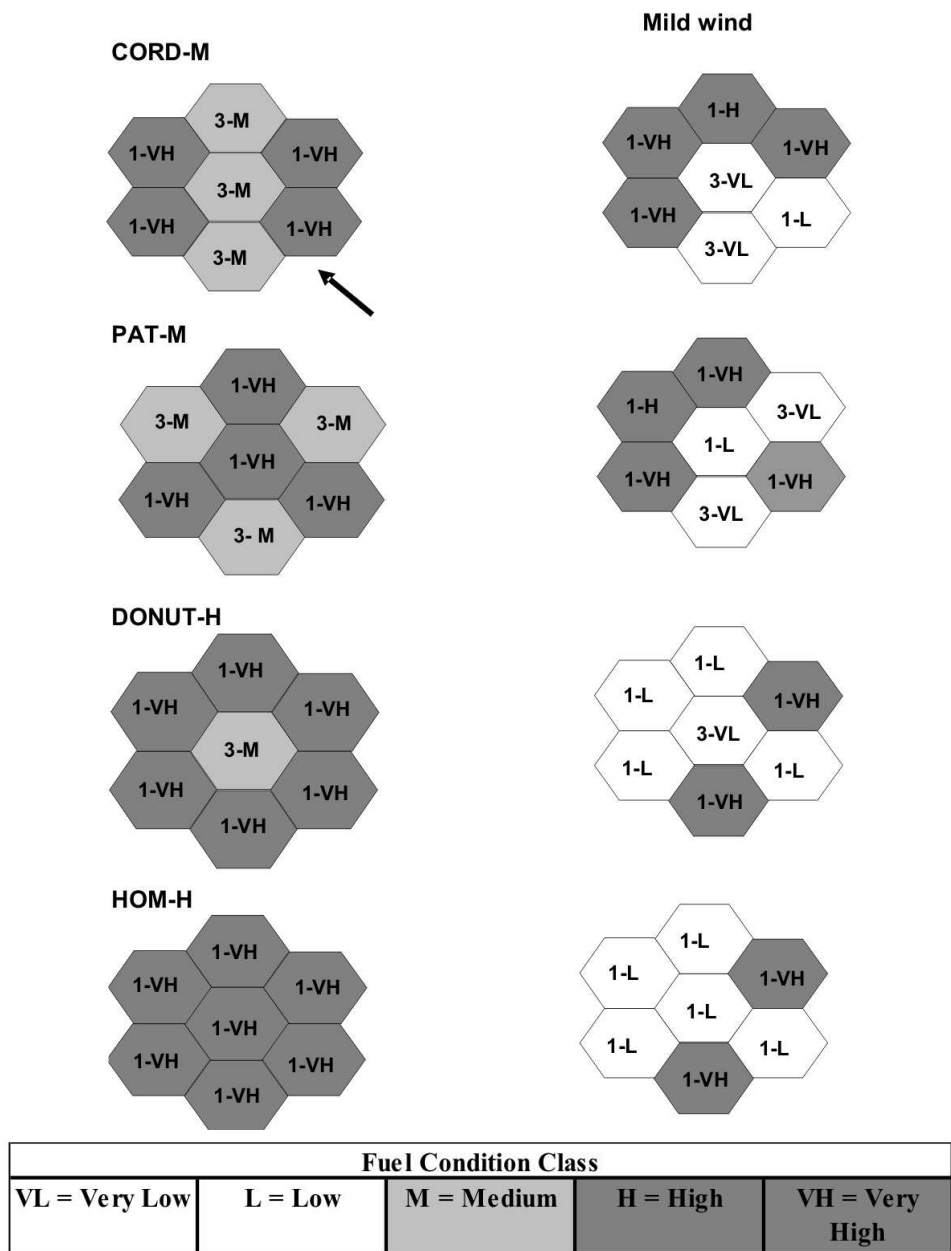 Mild wind
CORD-M
3-M
1-VH
1-VH
3-M
1-VH
1-VH
3-M
1-H
1-VH
1-VH
3-VL
1-VH
1-L
3-VL
PAT-M
1-VH
3-M
3-M
1-VH
1-VH
1-VH
3- M
1-VH
1-H
3-VL
1-L
1-VH
1-VH
3-VL
DONUT-H
1-VH
1-VH
1-VH
3-M
1-VH
1-VH
1-VH
1-L
1-L
1-VH
3-VL
1-L
1-L
1-VH
HOM-H
1-VH
1-VH
1-VH
1-VH
1-VH
1-VH
1-VH
1-L
1-L
1-VH
1-L
1-L
1-L
1-VH
Fuel Condition Class
VL = Very Low L = Low M = Medium H = High VH = Very
High